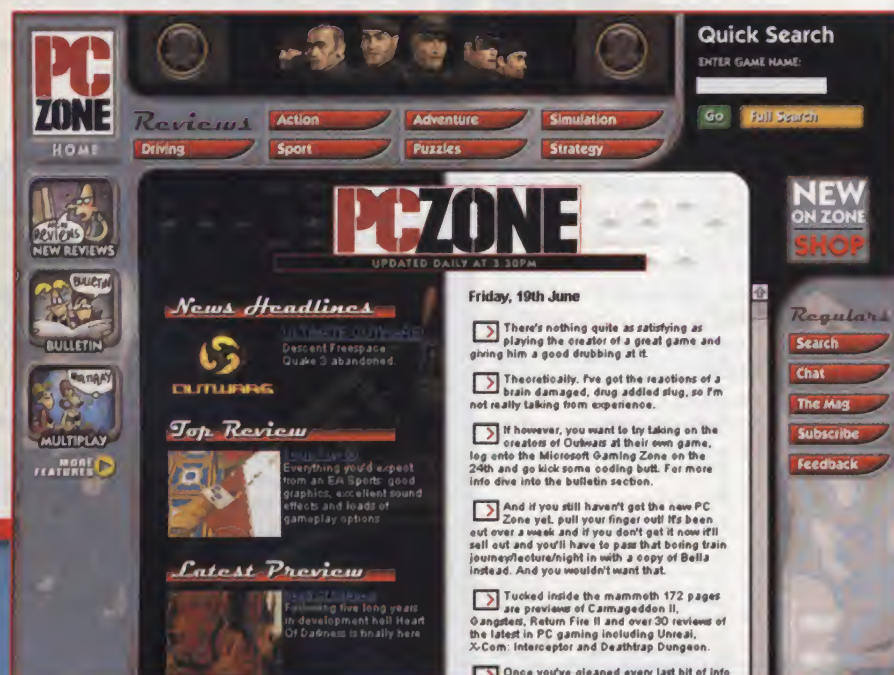 PC
ZONE
HOME
Reviews
Action
Adventure
Simulation
Driving
Sport
Puzzles
Strategy
Quick Search
ENTER GAME NAME:
Go
Full Search
New
Reviews
NEW REVIEWS
BULLETIN
BULLETIN
MULTIPLAY
MULTIPLAY
MORE
FEATURES
PCZONE
UPDATED DAILY AT 3.30PM
News Headlines
Descent Freespace
Quake 3 abandoned.
OUTWARS
Top Review
Everything you'd expect
from an EA Sports: good
graphics, excellent sound
effects and loads of
gameplay options
Latest Preview
Following five long years
in development hell Heart
Of Darkness is finally here
Friday, 19th June
There's nothing quite as satisfying as
playing the creator of a great game and
giving him a good drubbing at it.
Theoretically. I've got the reactions of a
brain damaged, drug addled slug, so I'm
not really talking from experience.
If however, you want to try taking on the
creators of Outwars at their own game,
log onto the Microsoft Gaming Zone on the
24th and go kick some coding butt. For more
info dive into the bulletin section.
And if you still haven't got the new PC
Zone yet, pull your finger out! It's been
out over a week and if you don't get it now it'll
sell out and you'll have to pass that boring train
journey/lecture/night in with a copy of Bella
instead. And you wouldn't want that.
Tucked inside the mammoth 172 pages
are previews of Carmageddon II,
Gangsters, Return Fire II and over 30 reviews of
the latest in PC gaming including Unreal,
X-Com: Interceptor and Deathtrap Dungeon.
Once you've gleaned every last bit of info
NEW
ON ZONE
SHOP
Regulars
Search
Chat
The Mag
Subscribe
Feedback